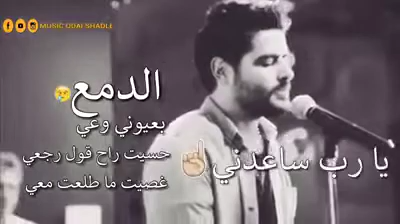 MUSIC ODAI SHADLE
الدمع
بعيوني وعي
حسيت راح قول رجعي
غصيت ما طلعت معي
يا رب ساعدني